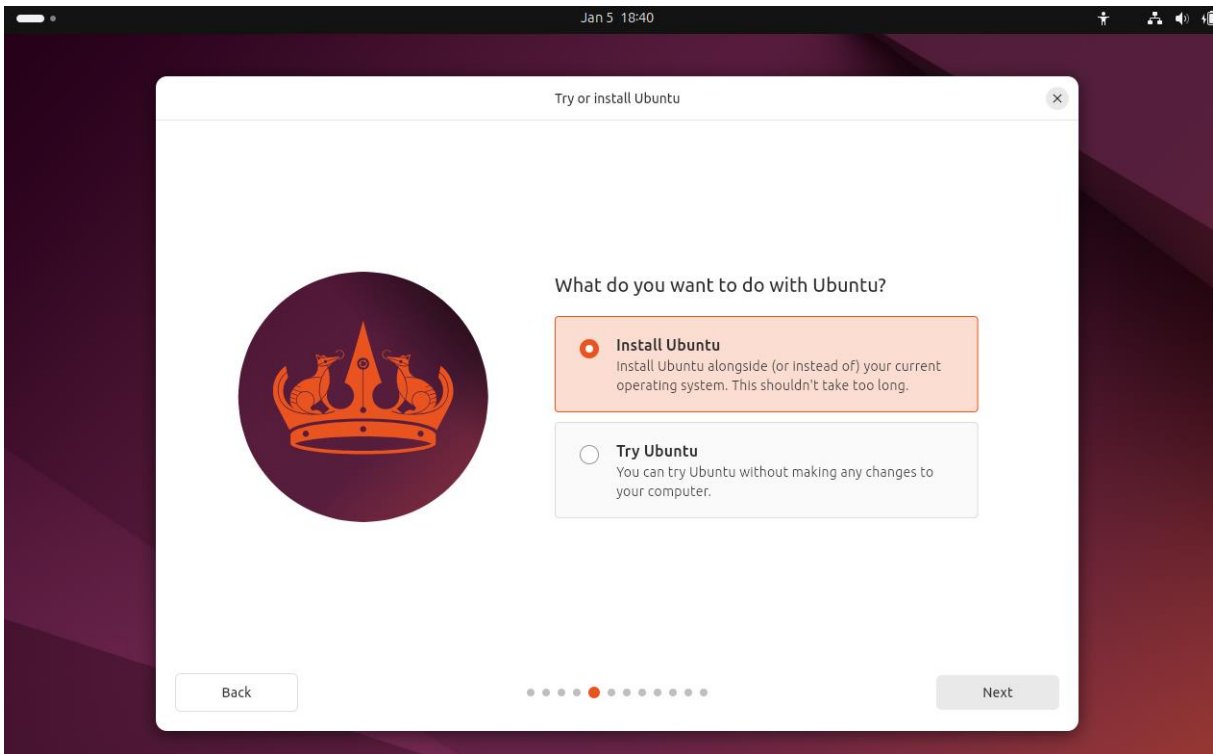 Jan 5 18:40
Try or install Ubuntu
What do you want to do with Ubuntu?
Install Ubuntu
Install Ubuntu alongside (or instead of) your current
operating system. This shouldn't take too long.
Try Ubuntu
You can try Ubuntu without making any changes to
your computer.
Back
Next